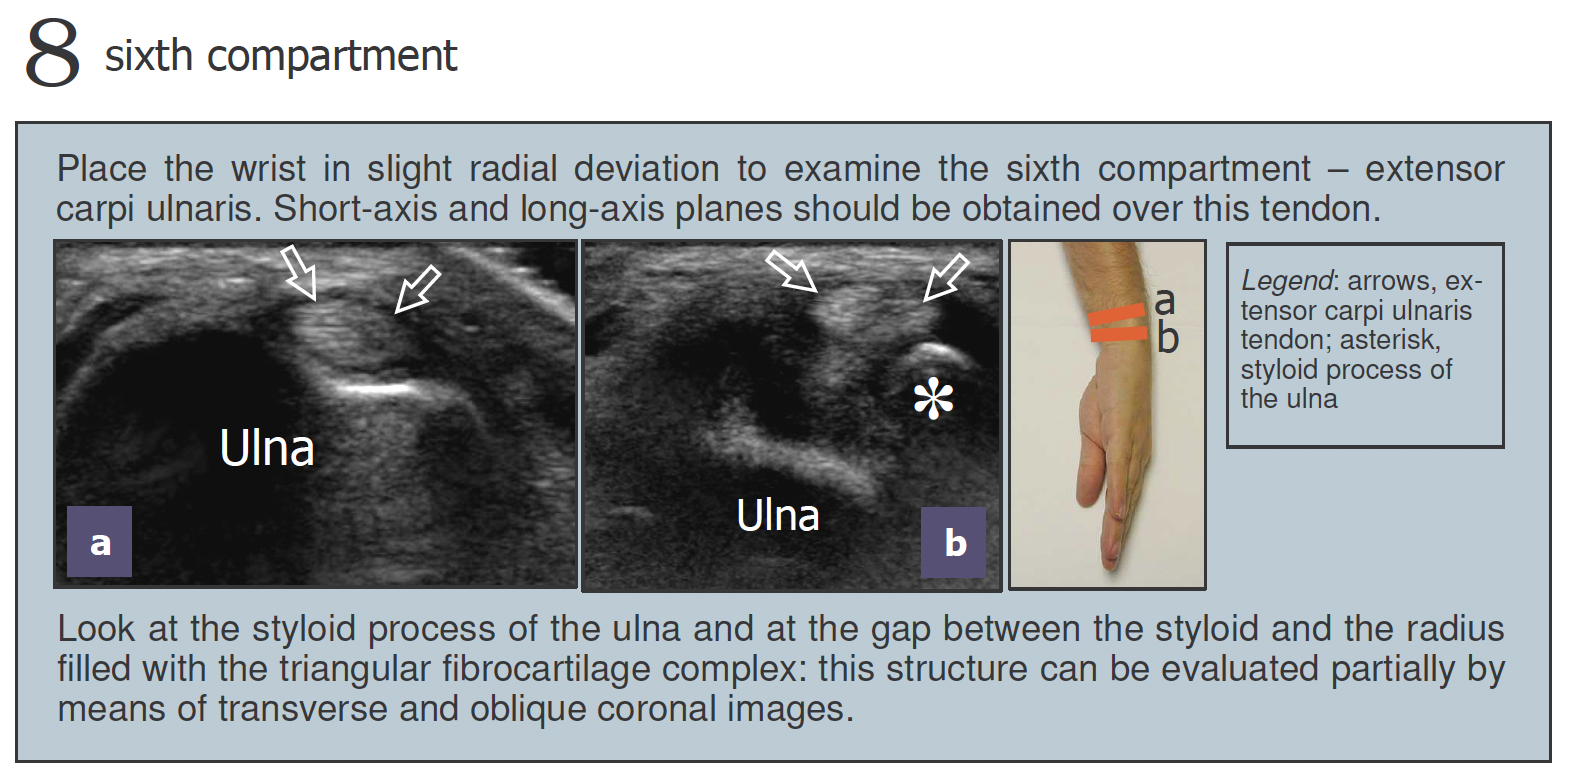 8 sixth compartment
Place the wrist in slight radial deviation to examine the sixth compartment – extensor
carpi ulnaris. Short-axis and long-axis planes should be obtained over this tendon.
Ulna
a
Ulna
*
b
a
b
Legend: arrows, ex-
tensor carpi ulnaris
tendon; asterisk,
styloid process of
the ulna
Look at the styloid process of the ulna and at the gap between the styloid and the radius
filled with the triangular fibrocartilage complex: this structure can be evaluated partially by
means of transverse and oblique coronal images.